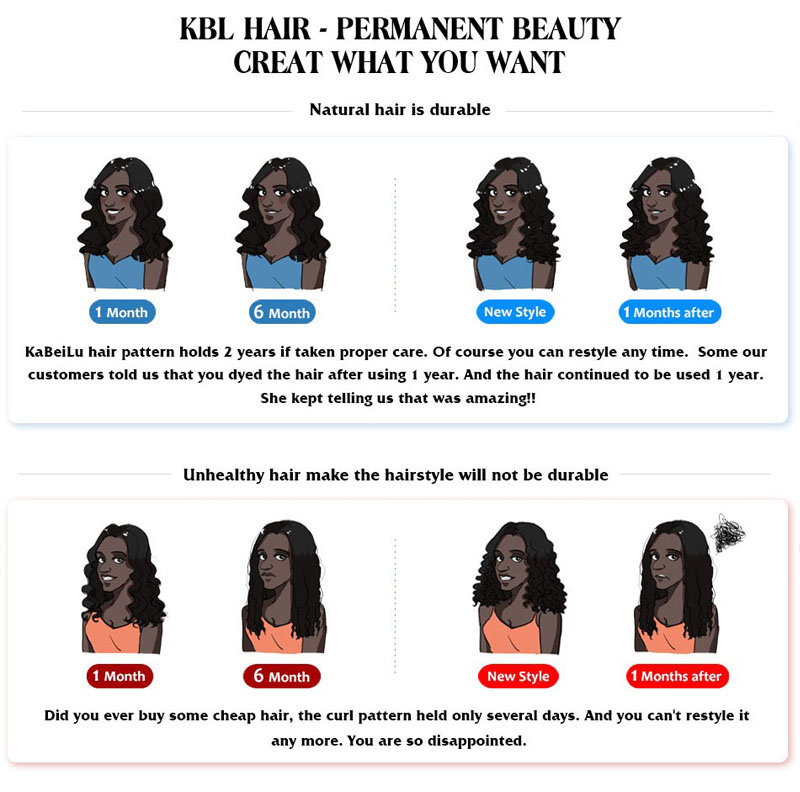 KBL HAIR - PERMANENT BEAUTY
CREAT WHAT YOU WANT
Natural hair is durable
1 Month
6 Month
New Style
1 Months after
KaBeiLu hair pattern holds 2 years if taken proper care. Of course you can restyle any time. Some our
customers told us that you dyed the hair after using 1 year. And the hair continued to be used 1 year.
She kept telling us that was amazing!!
Unhealthy hair make the hairstyle will not be durable
1 Month
6 Month
New Style
1 Months after
Did you ever buy some cheap hair, the curl pattern held only several days. And you can't restyle it
any more. You are so disappointed.